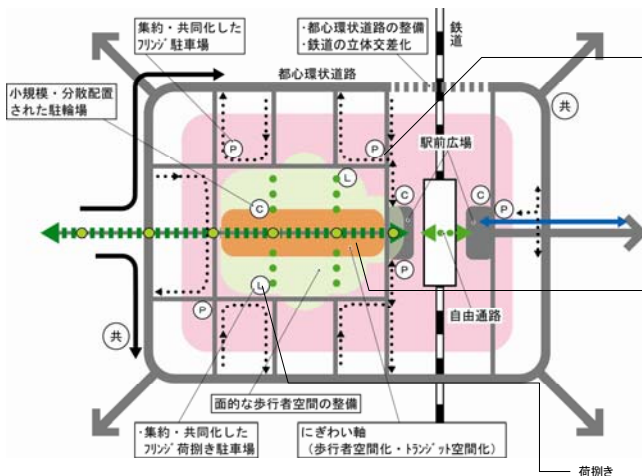 集約・共同化した
フリンジ駐車場
・都心環状道路の整備
・鉄道の立体交差化
鉄道
都心環状道路
小規模・分散配置
された駐輪場
共
駅前広場
P
P
L
C
C
C
P
P
L
P
自由通路
共
面的な歩行者空間の整備
・集約・共同化した
フリンジ荷捌き駐車場
にぎわい軸
（歩行者空間化・トランジット空間化）
荷捌き